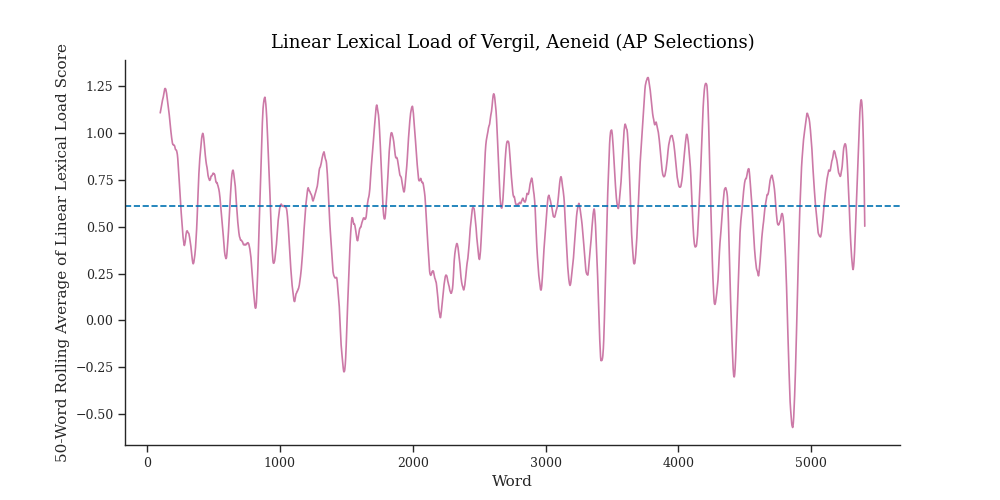 Linear Lexical Load of Vergil, Aeneid (AP Selections)
50-Word Rolling Average of Linear Lexical Load Score
1.25
1.00
0.75
0.50
0.25
0.00
−0.25
−0.50
0 1000 2000 3000 4000 5000
Word